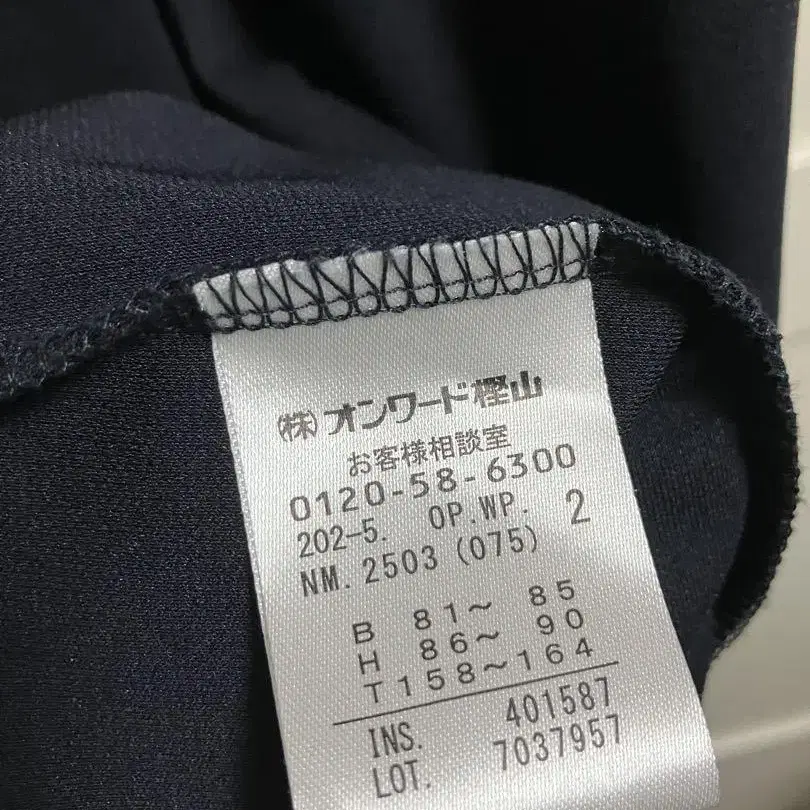 ㈱オンワード樫山
お客様相談室
0120-58-6300
202-5. OP.WP. 2
NM. 2503 (075)
B 81～ 85
H 86～ 90
T 158～164
INS. 401587
LOT. 7037957